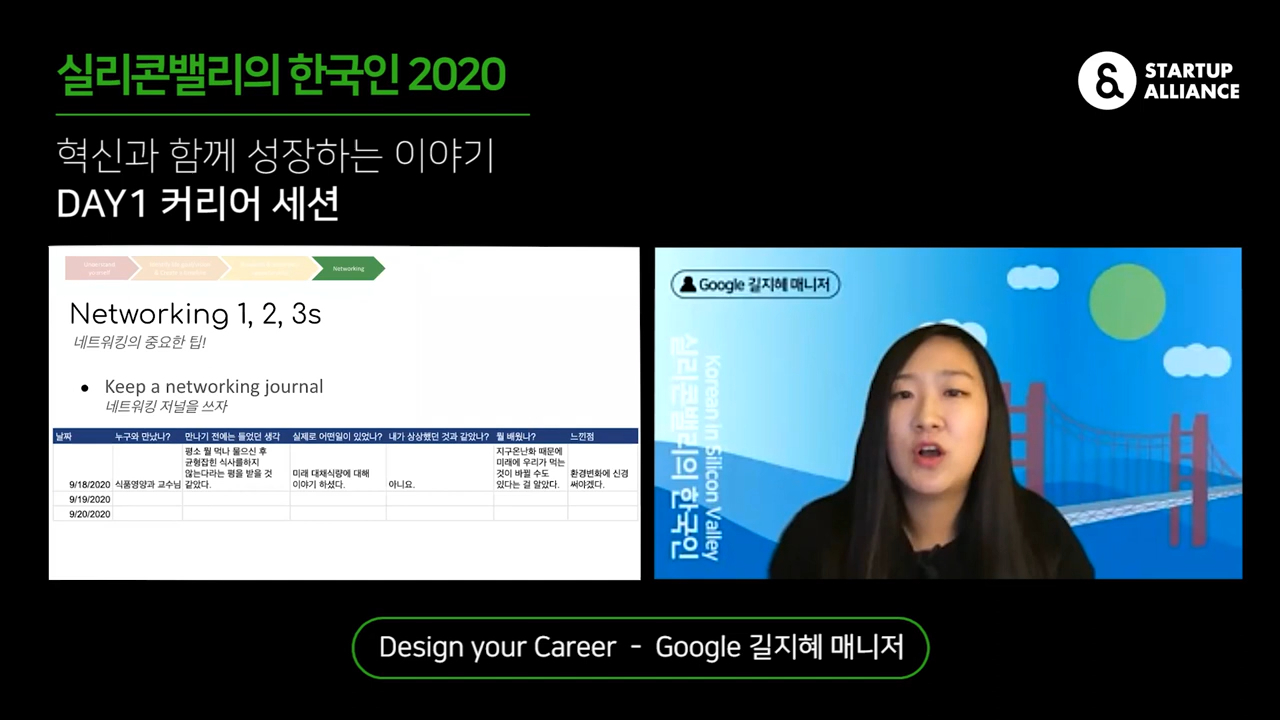 실리콘밸리의 한국인 2020
STARTUP
ALLIANCE
혁신과 함께 성장하는 이야기
DAY1 커리어 세션
Understand
yourself
Networking
Networking 1, 2, 3s
네트워킹의 중요한 팁!
● Keep a networking journal
네트워킹 저널을 쓰자
날짜 누구와 만났나? 만나기 전에는 들었던 생각 실제로 어떤일이 있었나? 내가 상상했던 것과 같았나? 뭘 배웠나? 느낀점
평소 뭘 먹나 물으신 후
균형잡힌 식사를하지
않는다라는 평을 받을 것
같았다.
9/18/2020 식품영양과 교수님
미래 대채식량에 대해
이야기 하셨다.
아니요.
지구온난화 때문에
미래에 우리가 먹는
것이 바뀔 수도
있다는 걸 알았다.
환경변화에 신경
써야겠다.
9/19/2020
9/20/2020
Google 길지혜 매니저
실리콘밸리의 한국인
Korean in Silicon Valley
Design your Career - Google 길지혜 매니저